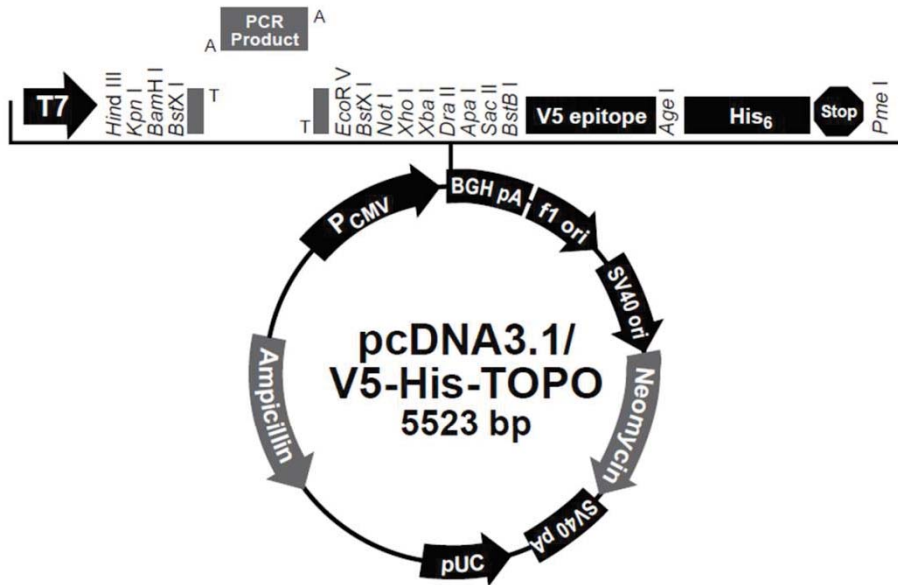 A
PCR
Product
A
T7
Hind III
Kpn I
BamH I
BstX I
T
T
EcoR V
BstX I
Not I
Xho I
Xba I
Dra II
Apa I
Sac II
BstB I
V5 epitope
Age I
His6
Stop
Pme I
PCMV
BGH pA
f1 ori
SV40 ori
Neomycin
SV40 pA
pUC
Ampicillin
pcDNA3.1/
V5-His-TOPO
5523 bp